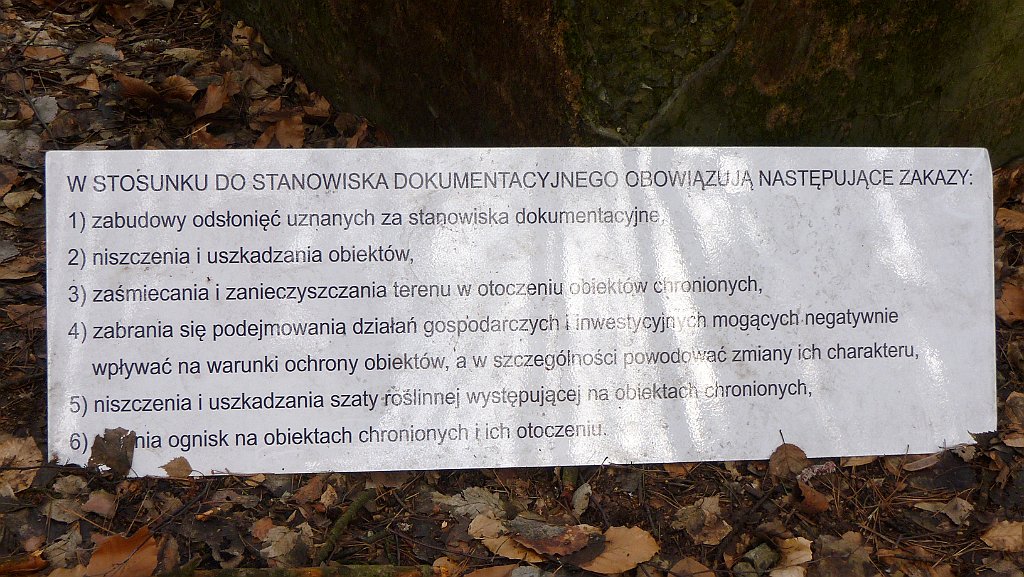 W STOSUNKU DO STANOWISKA DOKUMENTACYJNEGO OBOWIĄZUJĄ NASTĘPUJĄCE ZAKAZY:
1) zabudowy odsłonięć uznanych za stanowiska dokumentacyjne,
2) niszczenia i uszkadzania obiektów,
3) zaśmiecania i zanieczyszczania terenu w otoczeniu obiektów chronionych,
4) zabrania się podejmowania działań gospodarczych i inwestycyjnych mogących negatywnie
wpływać na warunki ochrony obiektów, a w szczególności powodować zmiany ich charakteru,
5) niszczenia i uszkadzania szaty roślinnej występującej na obiektach chronionych,
6) ognisk na obiektach chronionych i ich otoczeniu.